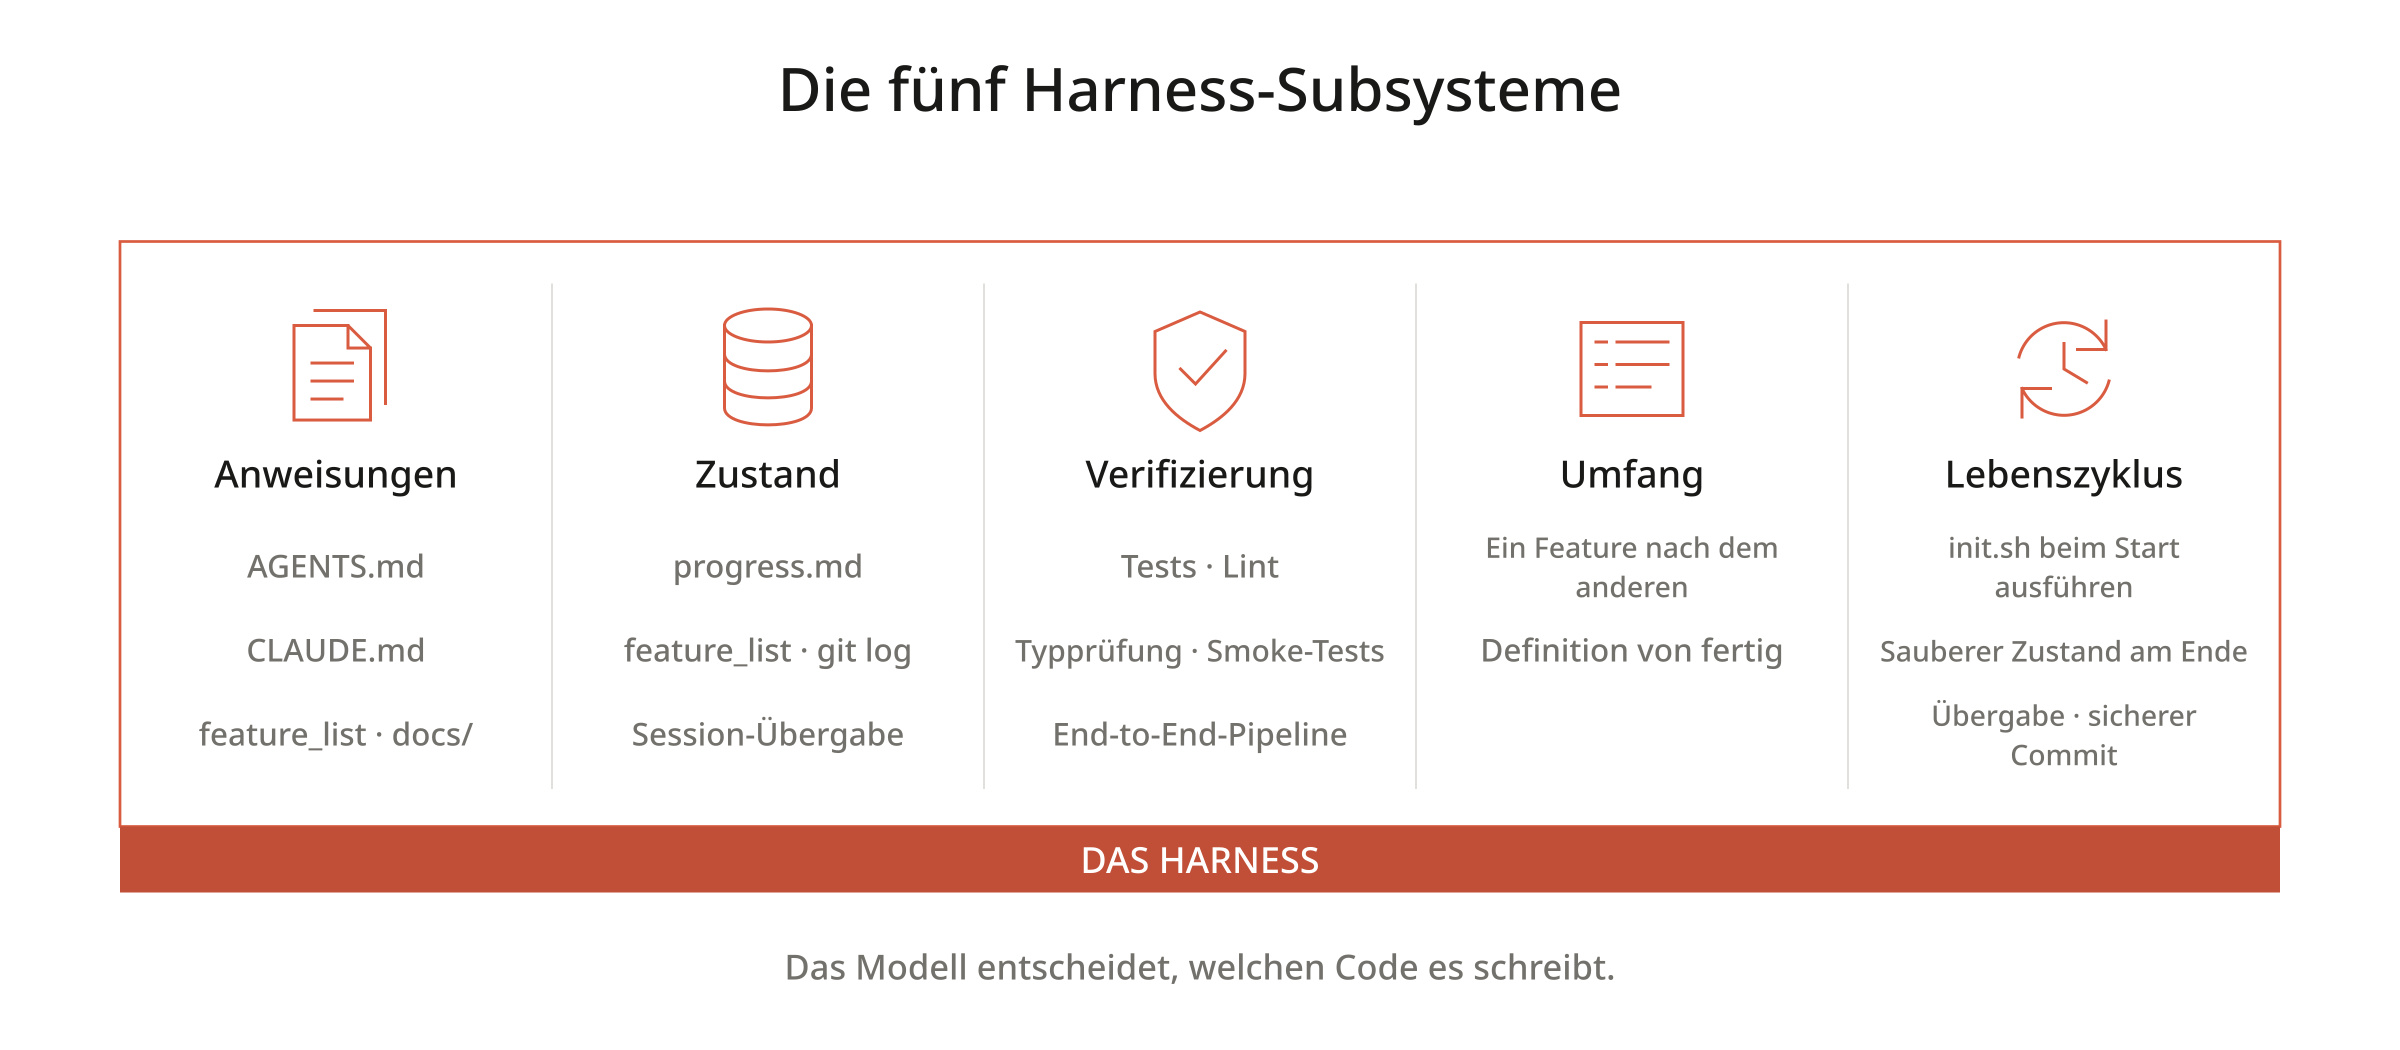 Die fünf Harness-Subsysteme
Anweisungen
AGENTS.md
CLAUDE.md
feature_list · docs/
Zustand
progress.md
feature_list · git log
Session-Übergabe
Verifizierung
Tests · Lint
Typprüfung · Smoke-Tests
End-to-End-Pipeline
Umfang
Ein Feature nach dem
anderen
Definition von fertig
Lebenszyklus
init.sh beim Start
ausführen
Sauberer Zustand am Ende
Übergabe · sicherer
Commit
DAS HARNESS
Das Modell entscheidet, welchen Code es schreibt.